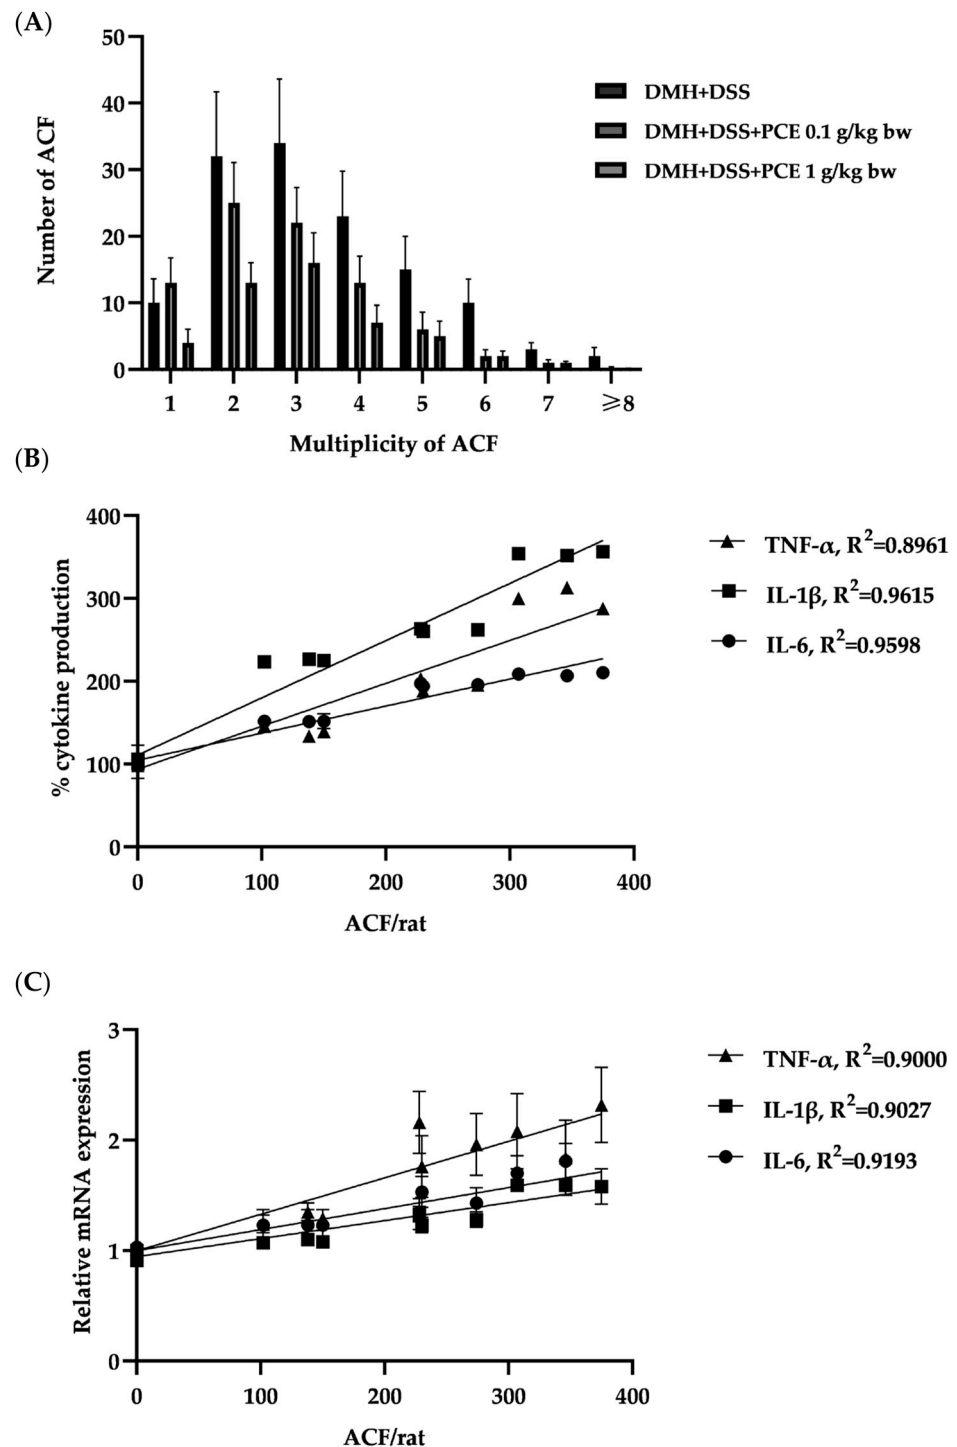 (A)
50
40
30
20
10
0
Number of ACF
1 2 3 4 5 6 7 ⩾8
Multiplicity of ACF
DMH+DSS
DMH+DSS+PCE 0.1 g/kg bw
DMH+DSS+PCE 1 g/kg bw
(B)
400
300
200
100
0
% cytokine production
0 100 200 300 400
ACF/rat
TNF-α, R²=0.8961
IL-1β, R²=0.9615
IL-6, R²=0.9598
(C)
3
2
1
0
Relative mRNA expression
0 100 200 300 400
ACF/rat
TNF-α, R²=0.9000
IL-1β, R²=0.9027
IL-6, R²=0.9193